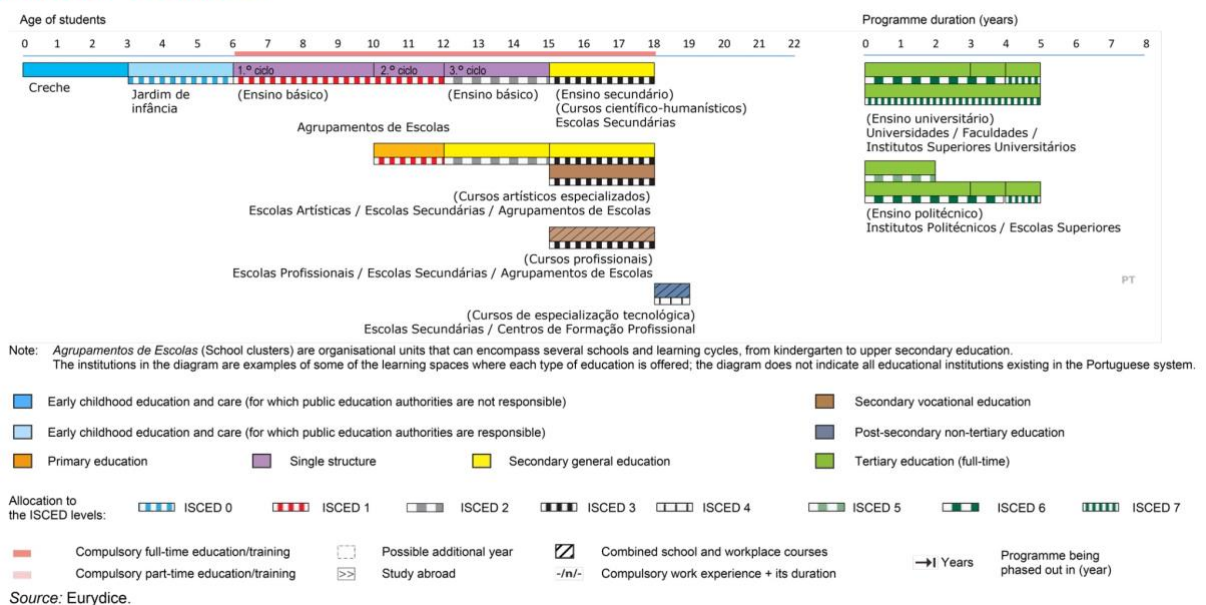 Age of students
Programme duration (years)
0 1 2 3 4 5 6 7 8 9 10 11 12 13 14 15 16 17 18 19 20 21 22
0 1 2 3 4 5 6 7 8
1.º ciclo 2.º ciclo 3.º ciclo
Creche
Jardim de
infância
(Ensino básico)
(Ensino básico)
(Ensino secundário)
(Cursos científico-humanísticos)
Escolas Secundárias
Agrupamentos de Escolas
(Ensino universitário)
Universidades / Faculdades /
Institutos Superiores Universitários
(Cursos artísticos especializados)
Escolas Artísticas / Escolas Secundárias / Agrupamentos de Escolas
(Ensino politécnico)
Institutos Politécnicos / Escolas Superiores
(Cursos profissionais)
Escolas Profissionais / Escolas Secundárias / Agrupamentos de Escolas
PT
(Cursos de especialização tecnológica)
Escolas Secundárias / Centros de Formação Profissional
Note: Agrupamentos de Escolas (School clusters) are organisational units that can encompass several schools and learning cycles, from kindergarten to upper secondary education.
The institutions in the diagram are examples of some of the learning spaces where each type of education is offered; the diagram does not indicate all educational institutions existing in the Portuguese system.
Early childhood education and care (for which public education authorities are not responsible)
Secondary vocational education
Early childhood education and care (for which public education authorities are responsible)
Post-secondary non-tertiary education
Primary education
Single structure
Secondary general education
Tertiary education (full-time)
Allocation to
the ISCED levels:
ISCED 0
ISCED 1
ISCED 2
ISCED 3
ISCED 4
ISCED 5
ISCED 6
ISCED 7
Compulsory full-time education/training
Possible additional year
Combined school and workplace courses
Years
Programme being
phased out in (year)
Compulsory part-time education/training
>> Study abroad
-/n/- Compulsory work experience + its duration
Source: Eurydice.